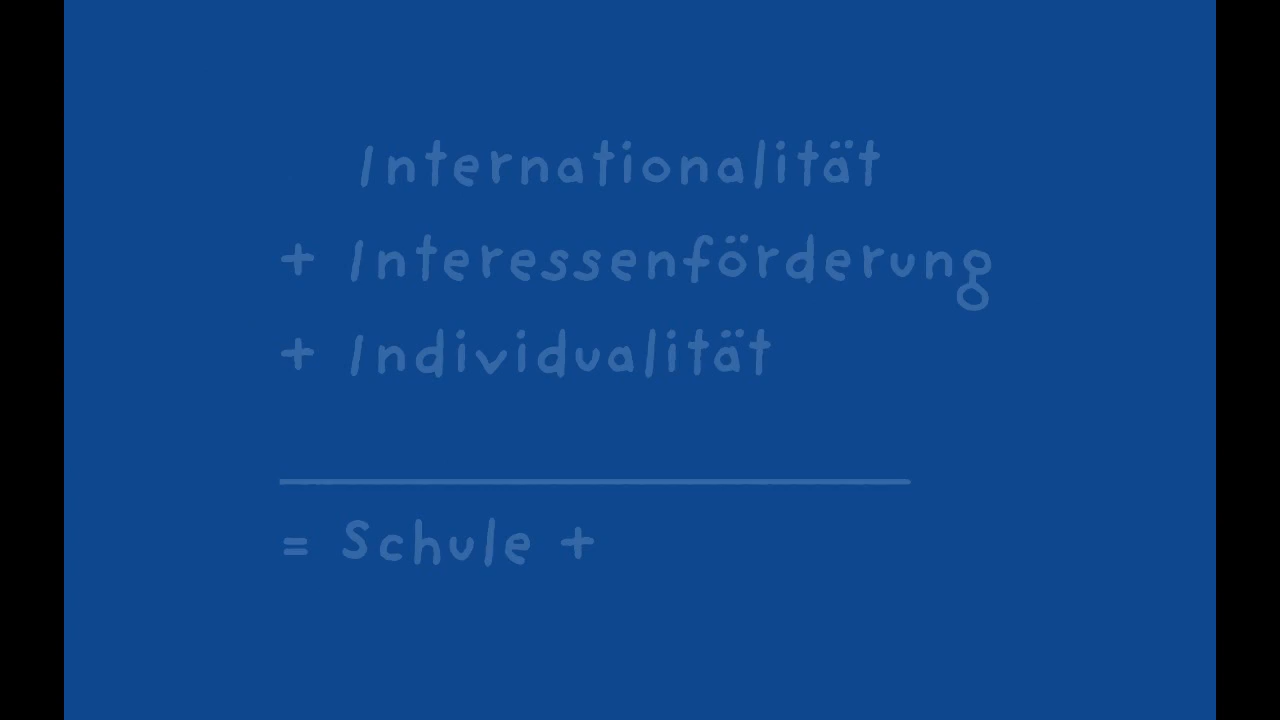 Internationalität
+ Interessenförderung
+ Individualität
= Schule +